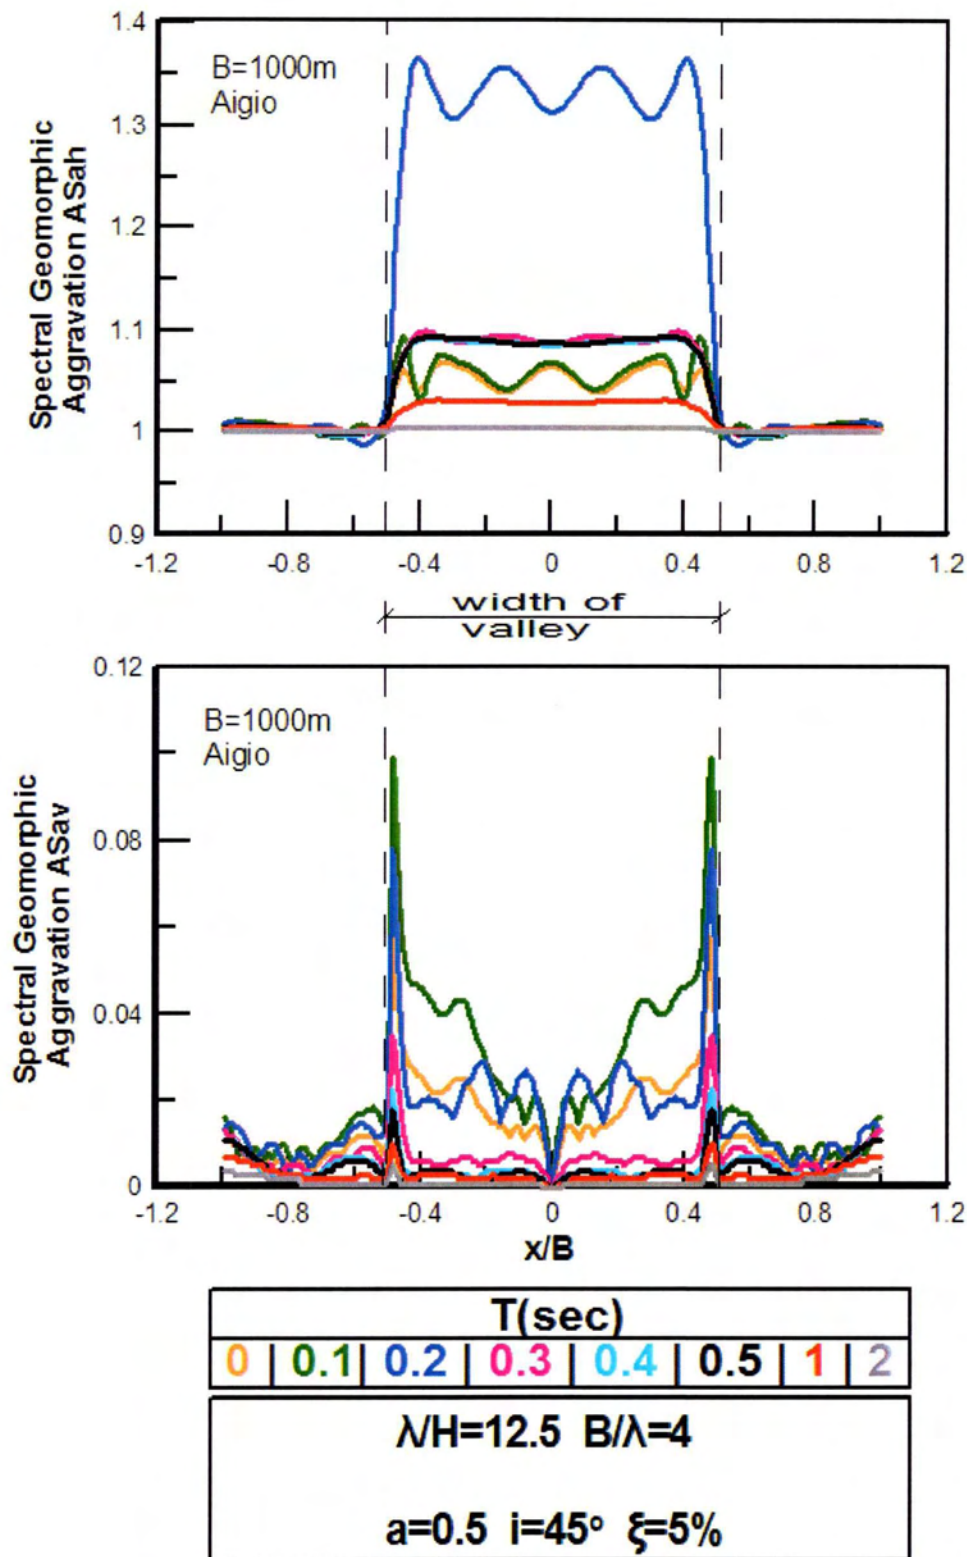 Spectral Geomorphic
Aggravation ASah
1.4
1.3
1.2
1.1
1
0.9
B=1000m
Aigio
-1.2 -0.8 -0.4 0 0.4 0.8 1.2
width of
valley
Spectral Geomorphic
Aggravation ASav
0.12
0.08
0.04
0
B=1000m
Aigio
-1.2 -0.8 -0.4 0 0.4 0.8 1.2
x/B
T(sec)
0 | 0.1 | 0.2 | 0.3 | 0.4 | 0.5 | 1 | 2
λ/H=12.5 B/λ=4
a=0.5 i=45° ξ=5%